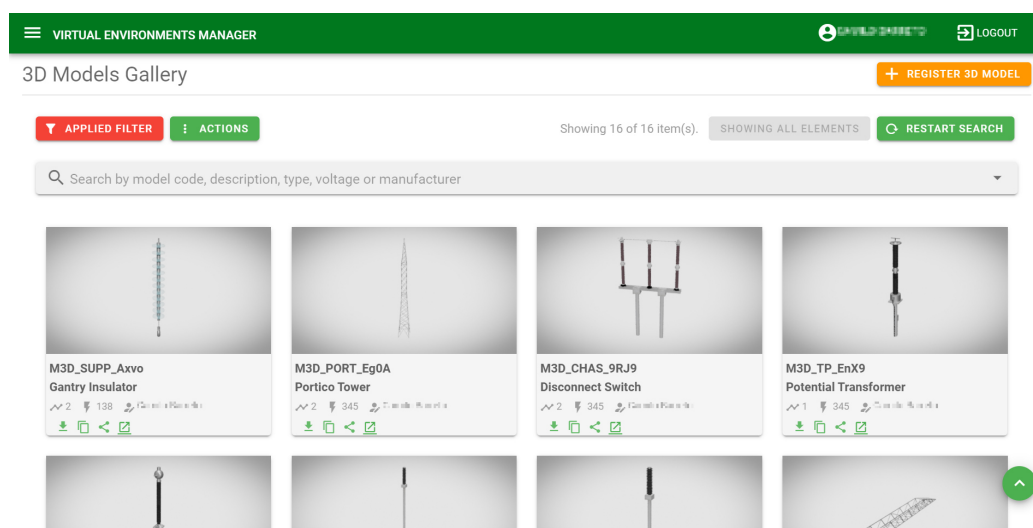 VIRTUAL ENVIRONMENTS MANAGER LOGOUT
3D Models Gallery REGISTER 3D MODEL
APPLIED FILTER ACTIONS Showing 16 of 16 item(s). SHOWING ALL ELEMENTS RESTART SEARCH
Search by model code, description, type, voltage or manufacturer
M3D_SUPP_Axvo M3D_PORT_Eg0A M3D_CHAS_9RJ9 M3D_TP_EnX9
Gantry Insulator Portico Tower Disconnect Switch Potential Transformer
2 138 2 345 2 345 1 345